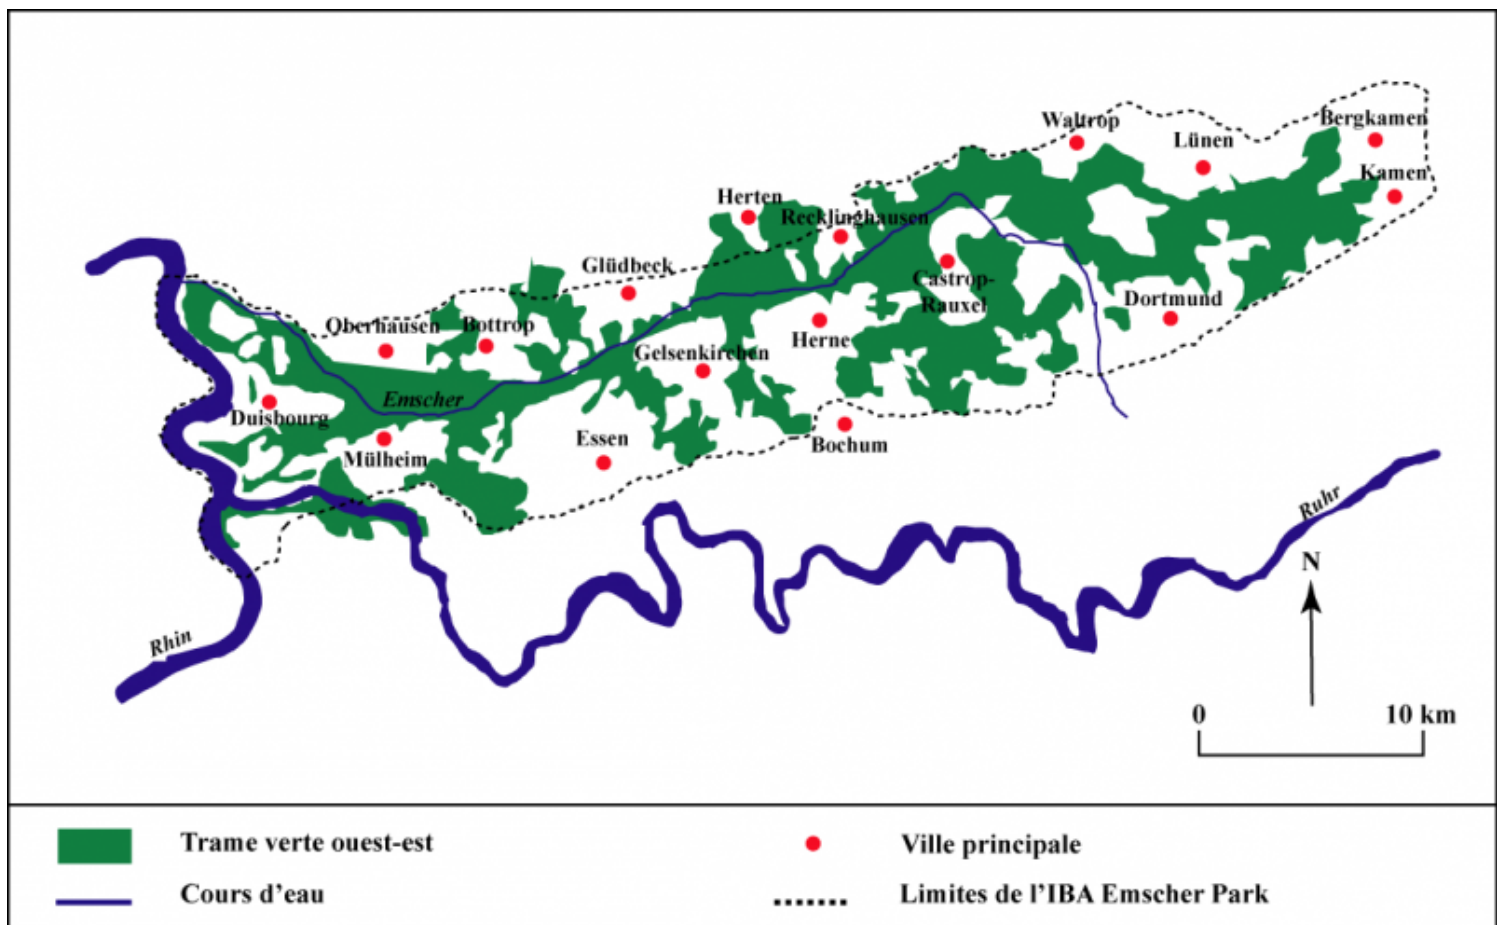 Waltrop
Bergkamen
Lünen
Kamen
Herten
Recklinghausen
Glüdbeck
Castrop-
Rauxel
Dortmund
Oberhausen
Bottrop
Herne
Gelsenkirchen
Emscher
Duisbourg
Essen
Bochum
Mülheim
Ruhr
N
Rhin
0 10 km
Trame verte ouest-est
Ville principale
Cours d'eau
Limites de l'IBA Emscher Park